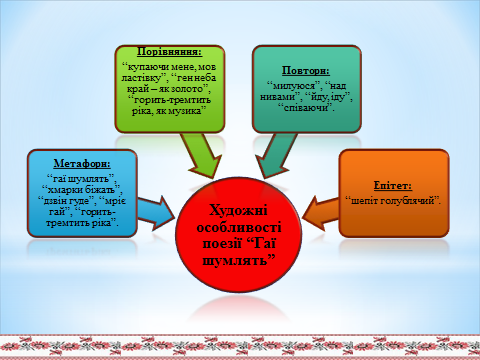 Порівняння:
“купаючи мене, мов
ластівку”, “ген неба
край – як золото”,
“горить-тремтить
ріка, як музика”
Повтори:
“милуюся”, “над
нивами”, “йду, іду”,
“співаючи”.
Метафори:
“гаї шумлять”,
“хмарки біжать”,
“дзвін гуде”, “мріє
гай”, “горить-
тремтить ріка”.
Епітет:
“шепіт голублячий”.
Художні
особливості
поезії “Гаї
шумлять”